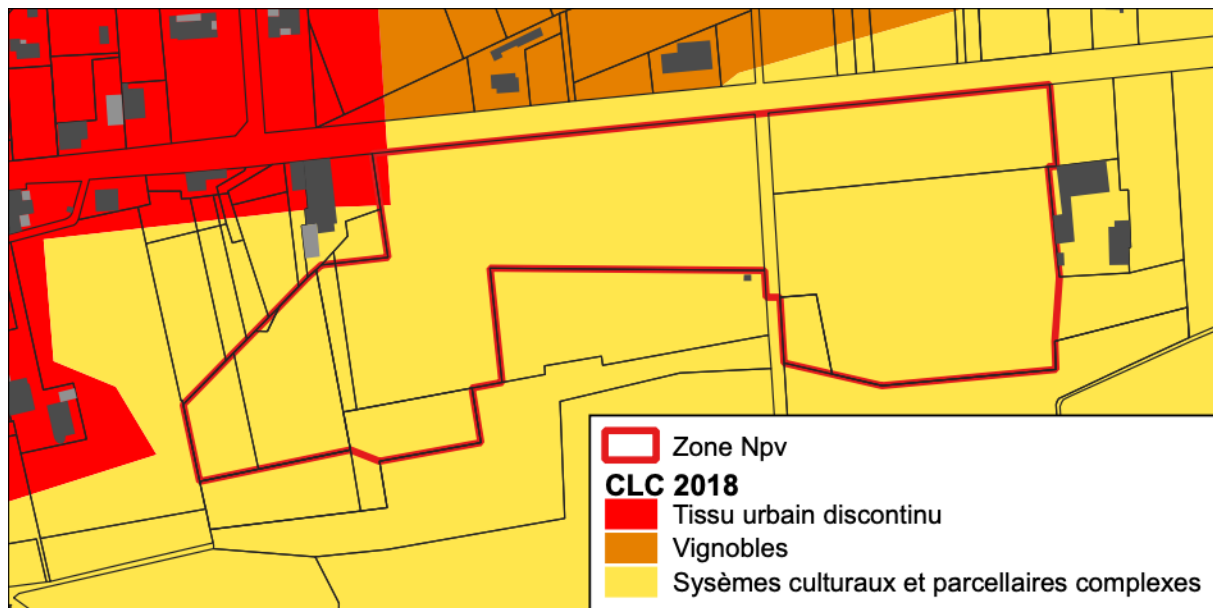 Zone Npv
CLC 2018
Tissu urbain discontinu
Vignobles
Sysèmes culturaux et parcellaires complexes